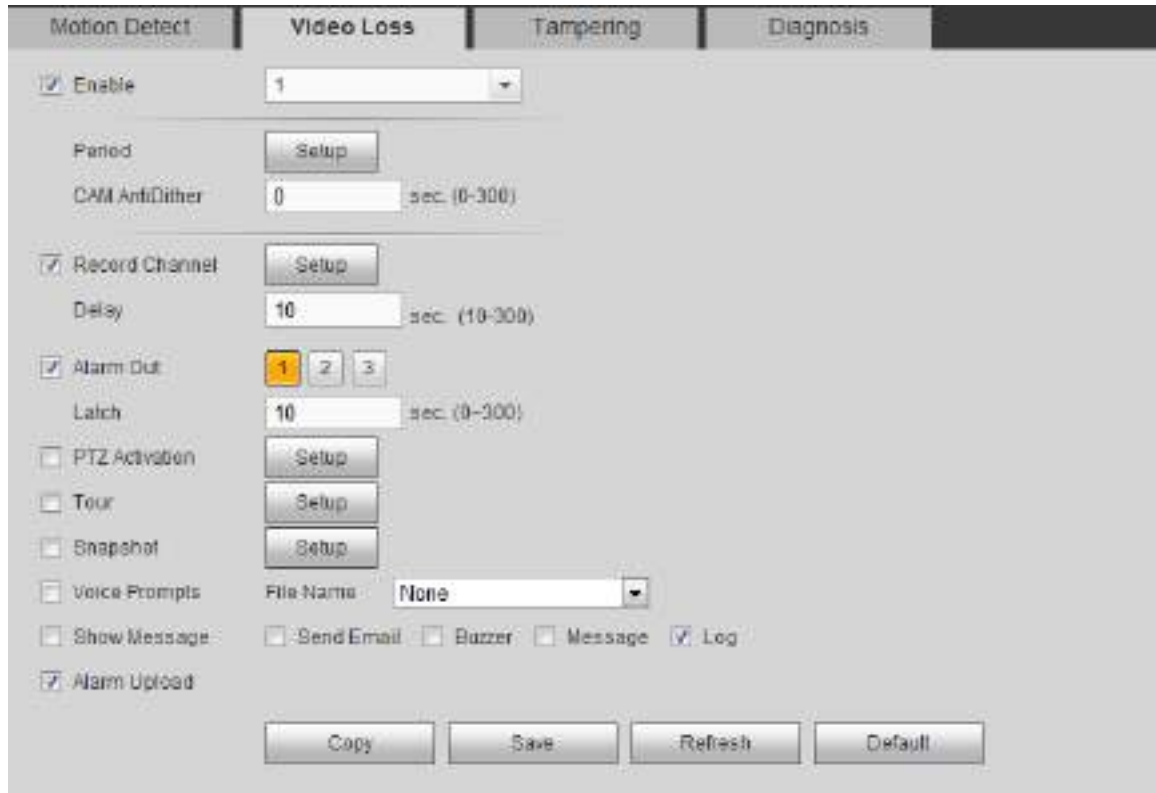 Motion Detect Video Loss Tampering Diagnosis
Enable 1
Period Setup
CAM AntiDither 0 sec. (0-300)
Record Channel Setup
Delay 10 sec. (10-300)
Alarm Out 1 2 3
Latch 10 sec. (0~300)
PTZ Activation Setup
Tour Setup
Snapshot Setup
Voice Prompts File Name None
Show Message Send Email Buzzer Message Log
Alarm Upload
Copy Save Refresh Default